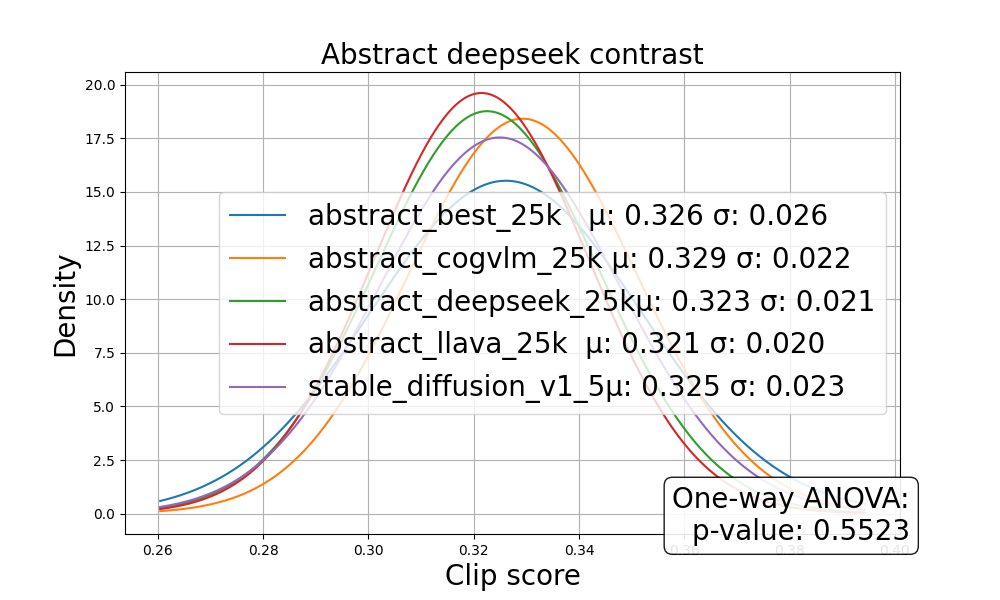 Abstract deepseek contrast
20.0
17.5
15.0
12.5
10.0
7.5
5.0
2.5
0.0
Density
abstract_best_25k μ: 0.326 σ: 0.026
abstract_cogvlm_25k μ: 0.329 σ: 0.022
abstract_deepseek_25kμ: 0.323 σ: 0.021
abstract_llava_25k μ: 0.321 σ: 0.020
stable_diffusion_v1_5μ: 0.325 σ: 0.023
One-way ANOVA:
p-value: 0.5523
0.26 0.28 0.30 0.32 0.34 0.36 0.38 0.40
Clip score